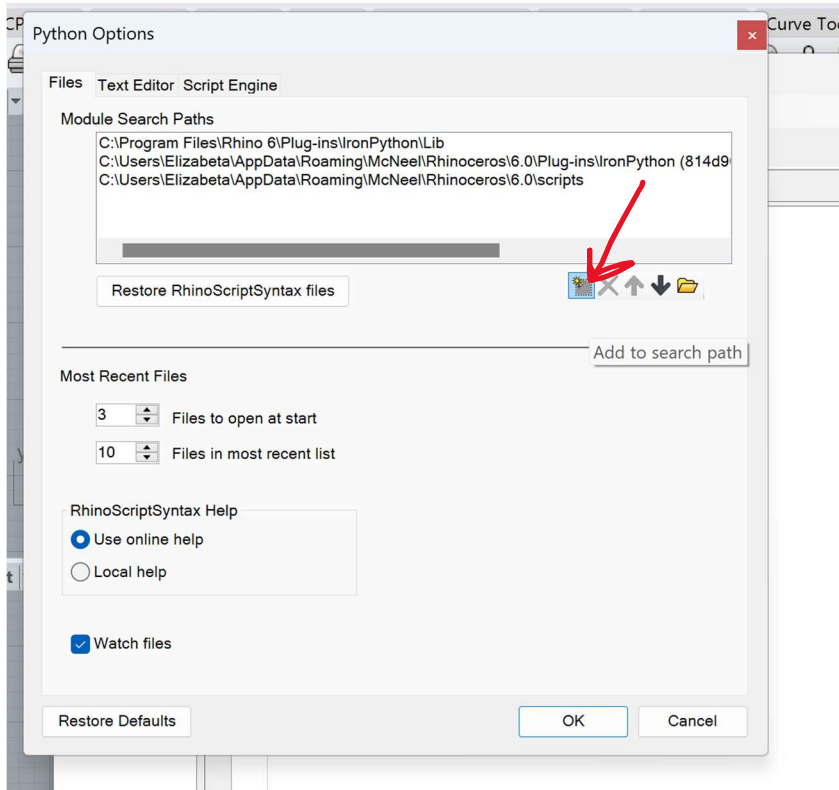 CP
Curve To
Python Options
Files Text Editor Script Engine
Module Search Paths
C:\Program Files\Rhino 6\Plug-ins\IronPython\Lib
C:\Users\Elizabeta\AppData\Roaming\McNeel\Rhinoceros\6.0\Plug-ins\IronPython (814d9
C:\Users\Elizabeta\AppData\Roaming\McNeel\Rhinoceros\6.0\scripts
Restore RhinoScriptSyntax files
Add to search path
Most Recent Files
3 Files to open at start
10 Files in most recent list
RhinoScriptSyntax Help
Use online help
Local help
Watch files
Restore Defaults OK Cancel